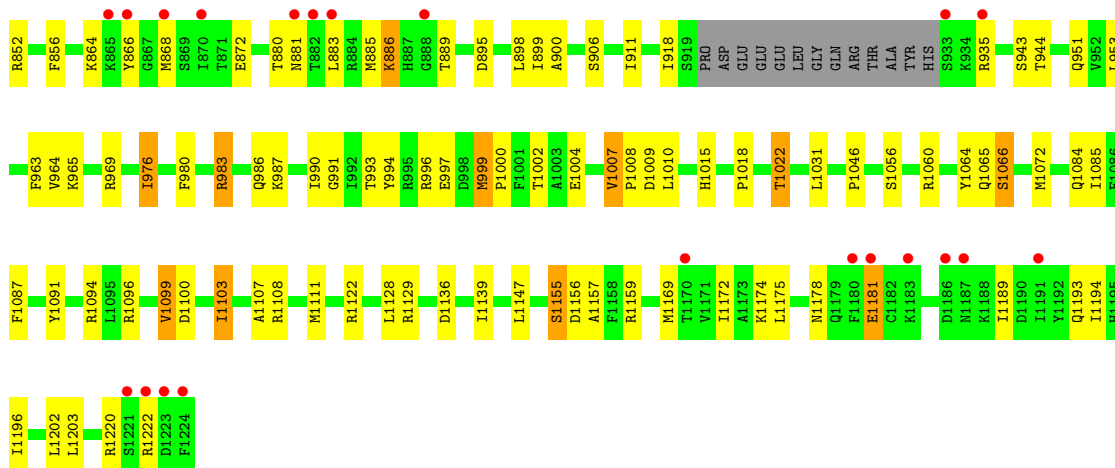 R852 F856 K864 K865 Y866 G867 M868 S869 I870 T871 E872 T880 N881 T882 L883 R884 M885 K886 H887 G888 T889 D895 L898 I899 A900 S906 I911 I918 S919 PRO ASP GLU GLU GLU LEU GLY GLN ARG THR ALA TYR HIS S933 K934 R935 S943 T944 Q951 V952 L953
F963 V964 K965 R969 I976 F980 R983 Q986 K987 I990 G991 I992 T993 Y994 R995 R996 E997 D998 M999 P1000 F1001 T1002 A1003 E1004 V1007 P1008 D1009 L1010 H1015 P1018 T1022 L1031 P1046 S1056 R1060 Y1064 Q1065 S1066 M1072 Q1084 I1085 E1086
F1087 Y1091 R1094 L1095 R1096 V1099 D1100 I1103 A1107 R1108 M1111 R1122 L1128 R1129 D1136 I1139 L1147 S1155 D1156 A1157 F1158 R1159 M1169 T1170 V1171 I1172 A1173 K1174 L1175 N1178 Q1179 F1180 E1181 C1182 K1183 D1186 N1187 K1188 I1189 D1190 I1191 Y1192 Q1193 I1194 H1195
I1196 L1202 L1203 R1220 S1221 R1222 D1223 F1224